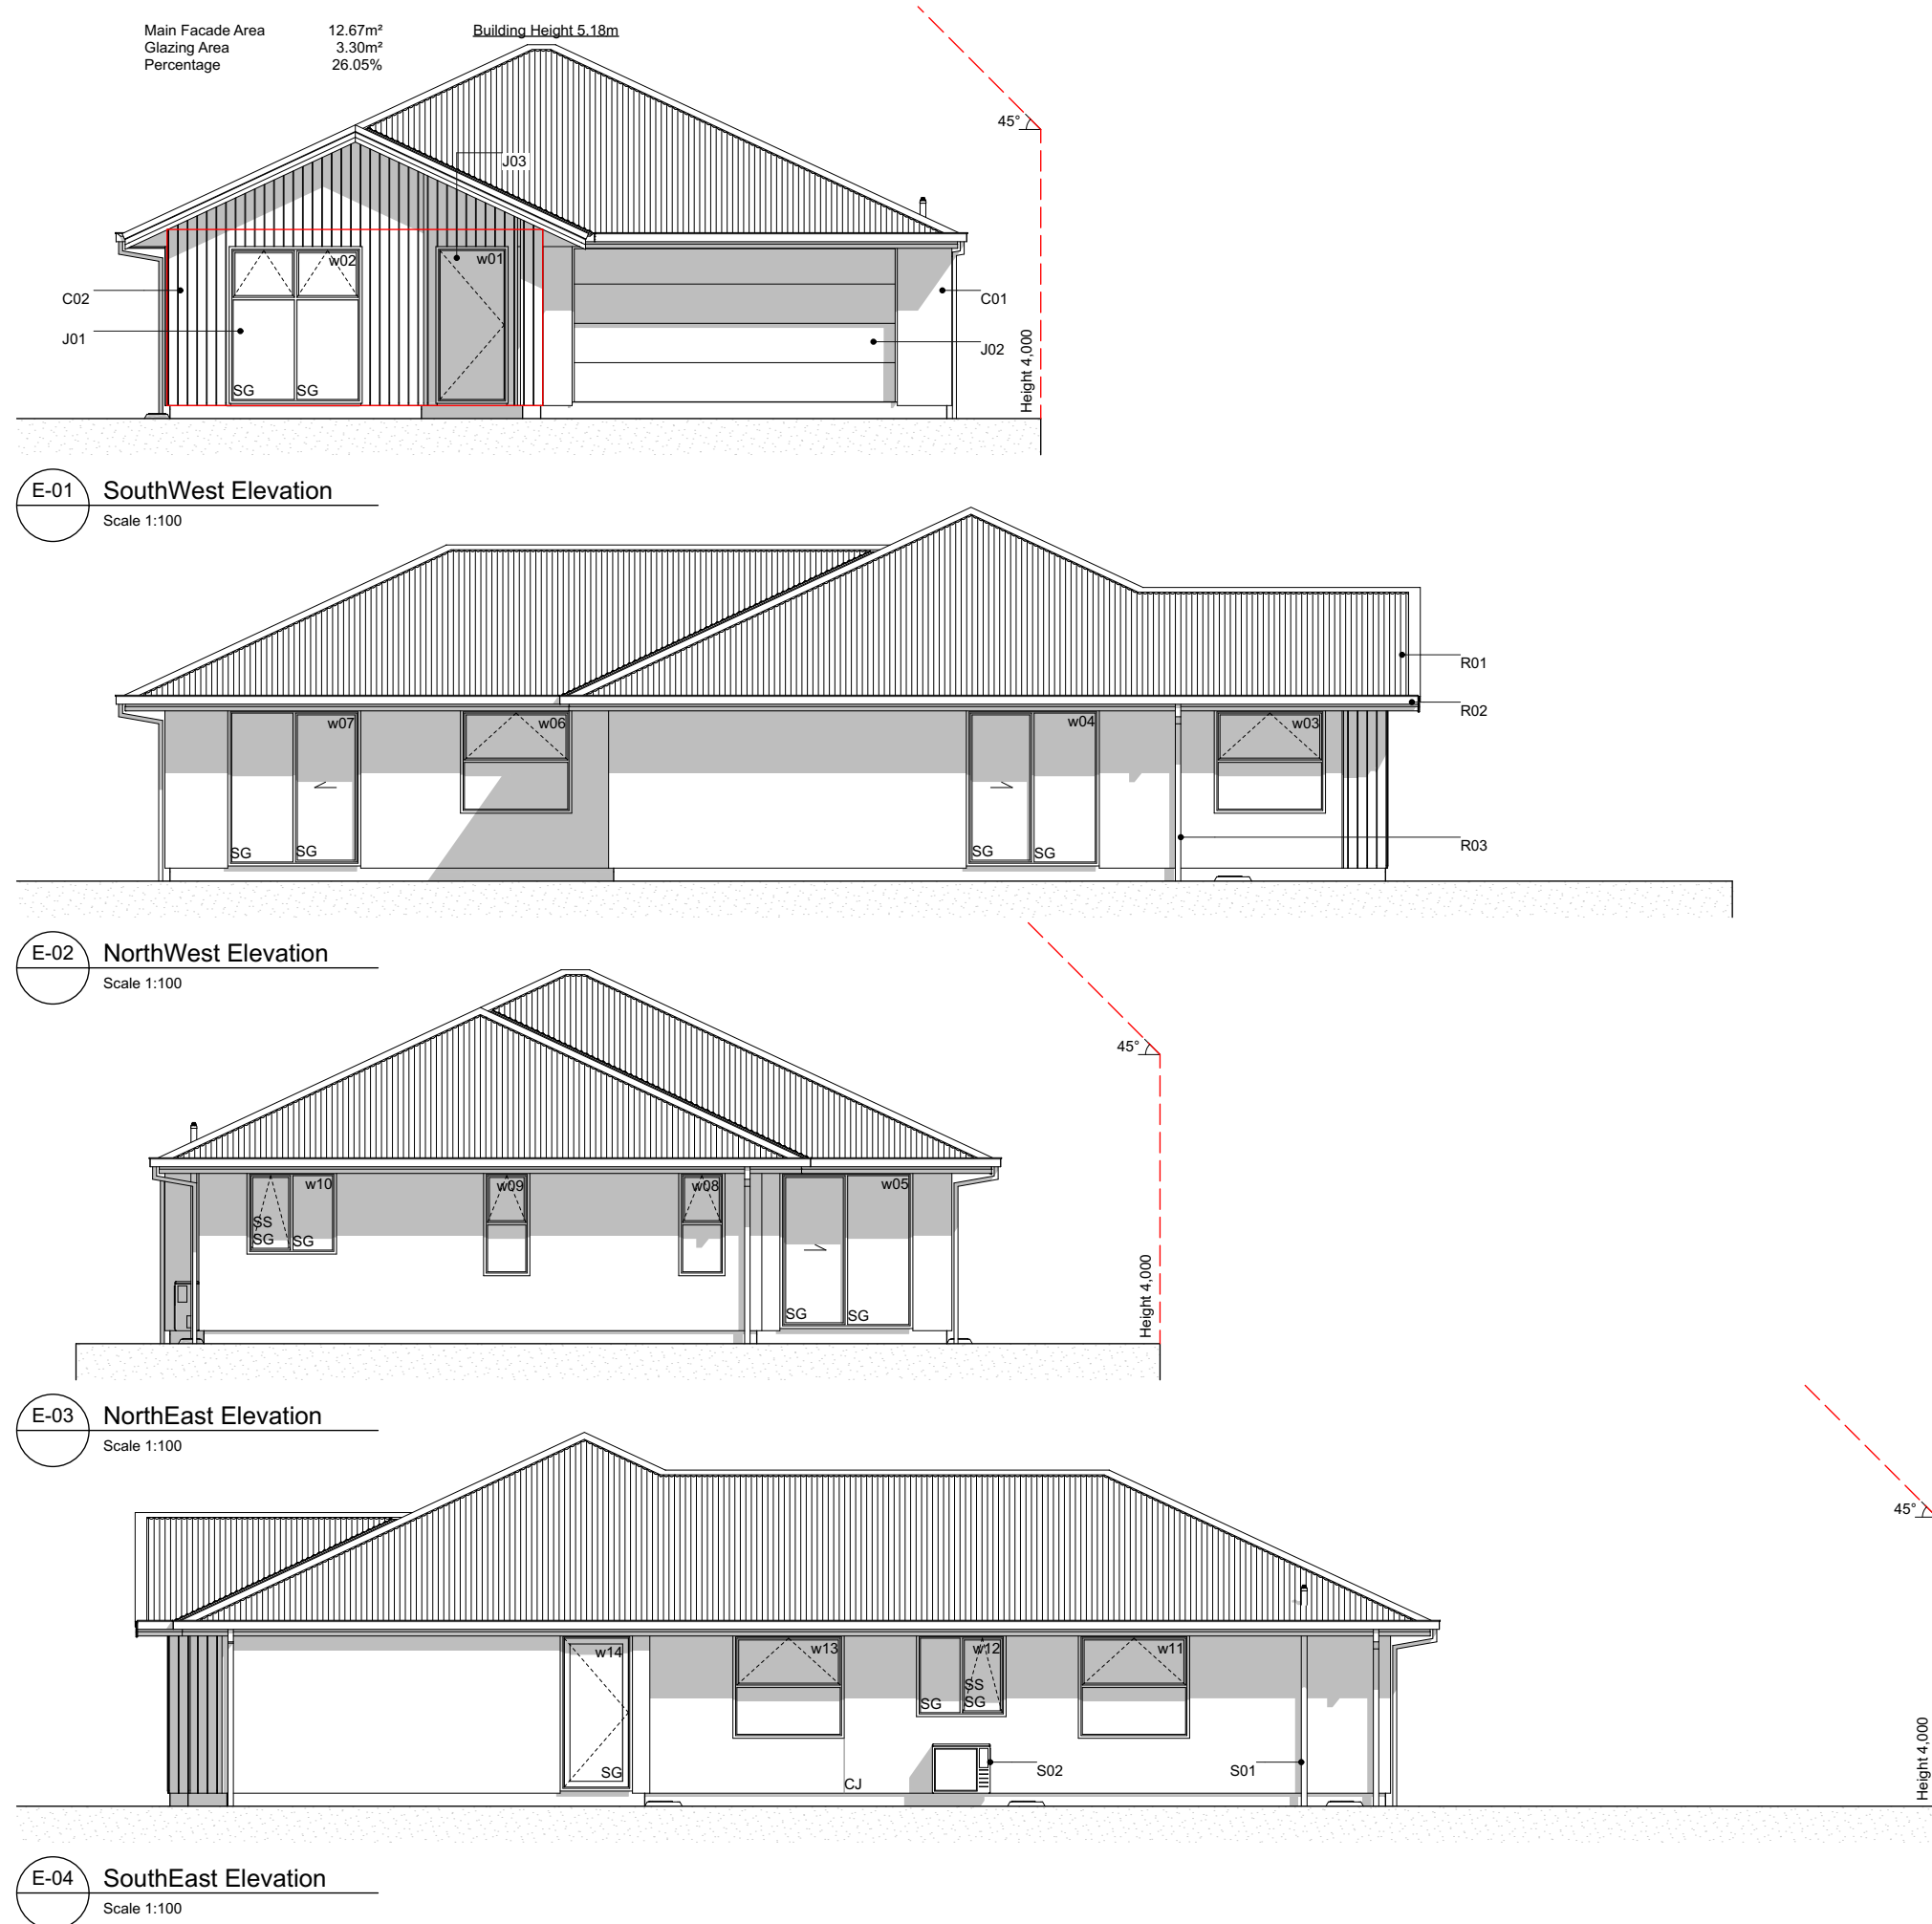 Main Facade Area 12.67m²
Glazing Area 3.30m²
Percentage 26.05%
Building Height 5.18m
45°
J03
w02
w01
C02
C01
J01
J02
Height 4,000
SG SG
E-01 SouthWest Elevation
Scale 1:100
R01
R02
w07
w06
w04
w03
R03
SG SG
SG SG
E-02 NorthWest Elevation
Scale 1:100
45°
w10
w09
w08
w05
SS
SG SG
Height 4,000
SG SG
E-03 NorthEast Elevation
Scale 1:100
45°
w14
w13
w12
w11
SS
SG SG
SG
S02
S01
CJ
Height 4,000
E-04 SouthEast Elevation
Scale 1:100